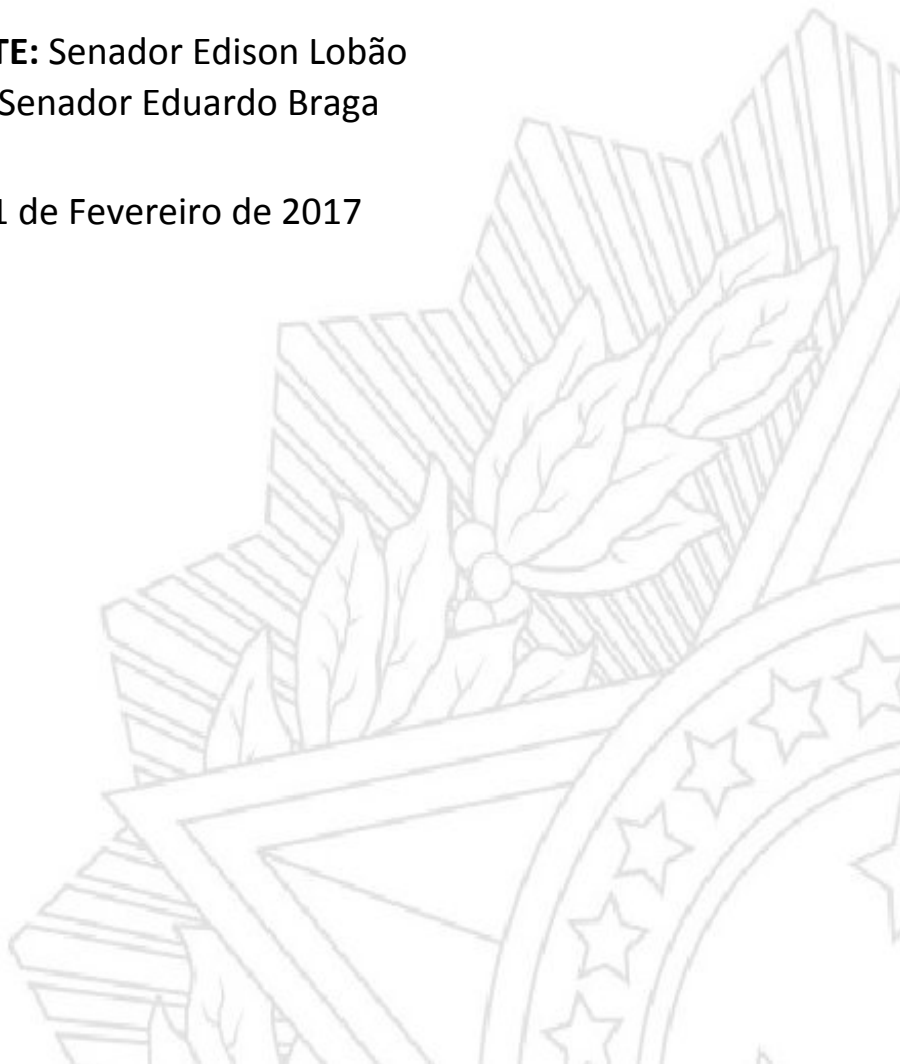 TE: Senador Edison Lobão
Senador Eduardo Braga
1 de Fevereiro de 2017